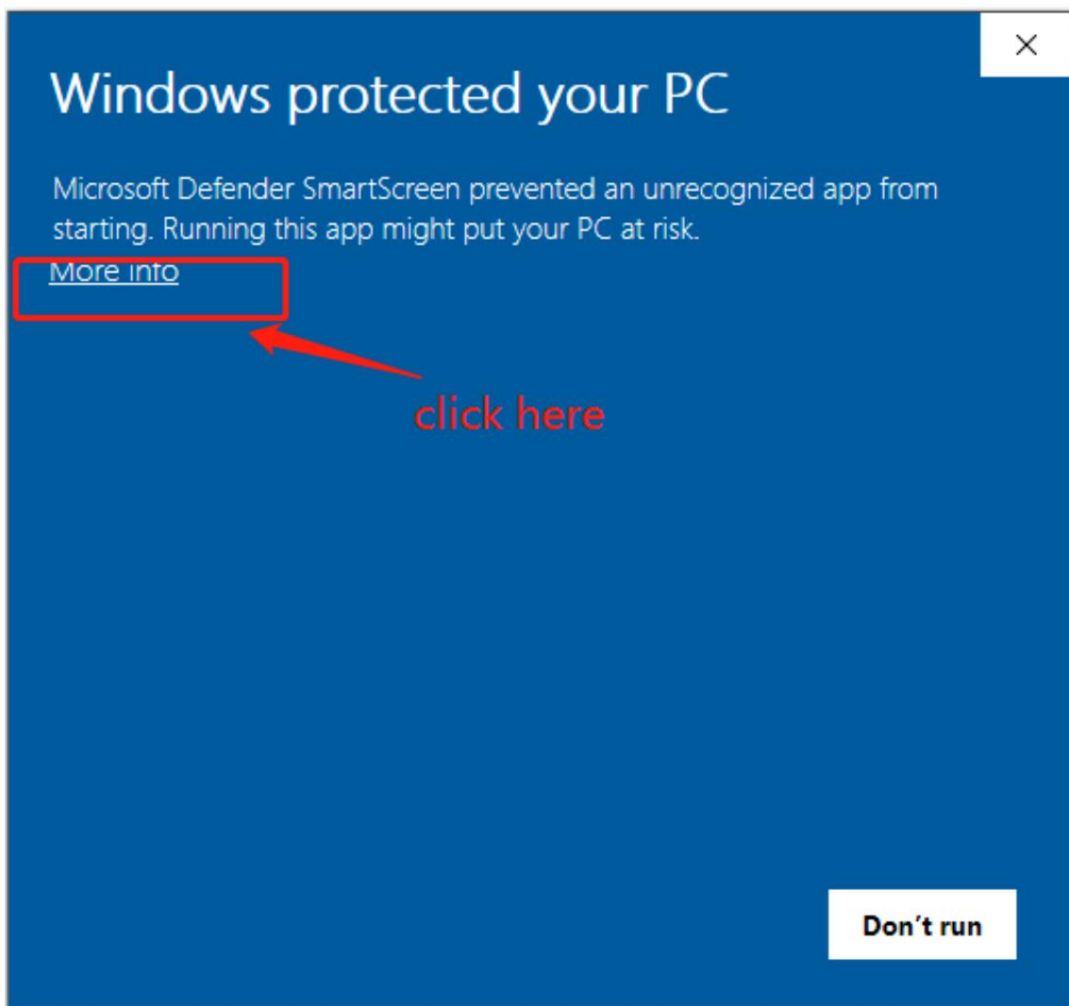 Windows protected your PC
Microsoft Defender SmartScreen prevented an unrecognized app from
starting. Running this app might put your PC at risk.
More info
click here
Don't run